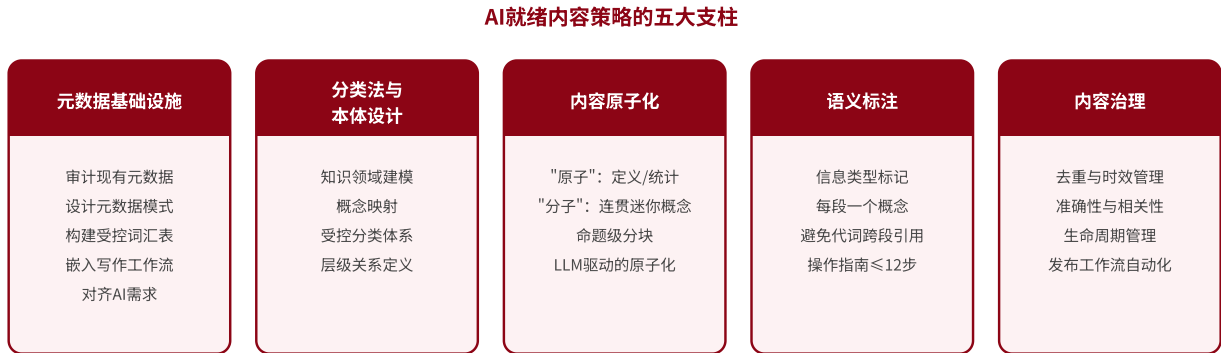 AI就绪内容策略的五大支柱
元数据基础设施
审计现有元数据
设计元数据模式
构建受控词汇表
嵌入写作工作流
对齐AI需求
分类法与
本体设计
知识领域建模
概念映射
受控分类体系
层级关系定义
内容原子化
"原子"：定义/统计
"分子"：连贯迷你概念
命题级分块
LLM驱动的原子化
语义标注
信息类型标记
每段一个概念
避免代词跨段引用
操作指南≤12步
内容治理
去重与时效管理
准确性与相关性
生命周期管理
发布工作流自动化